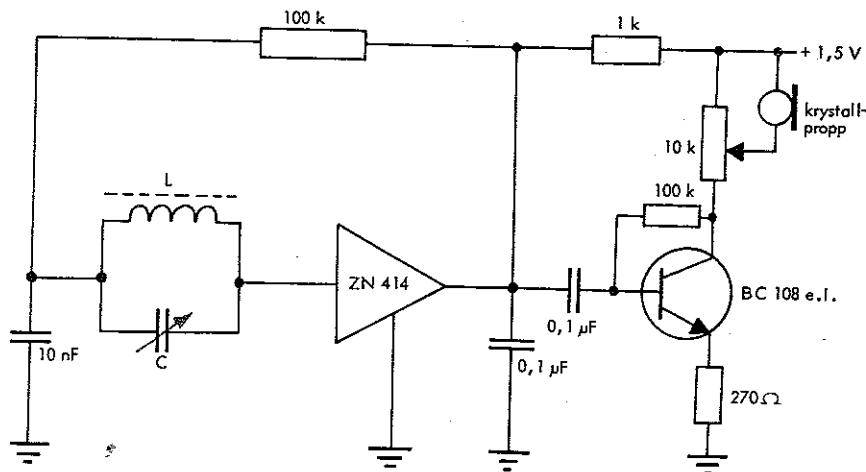 100 k
1 k
+ 1,5 V
krystall-
propp
10 k
L
100 k
ZN 414
BC 108 e.l.
0,1 µF
10 nF
C
0,1 µF
270Ω